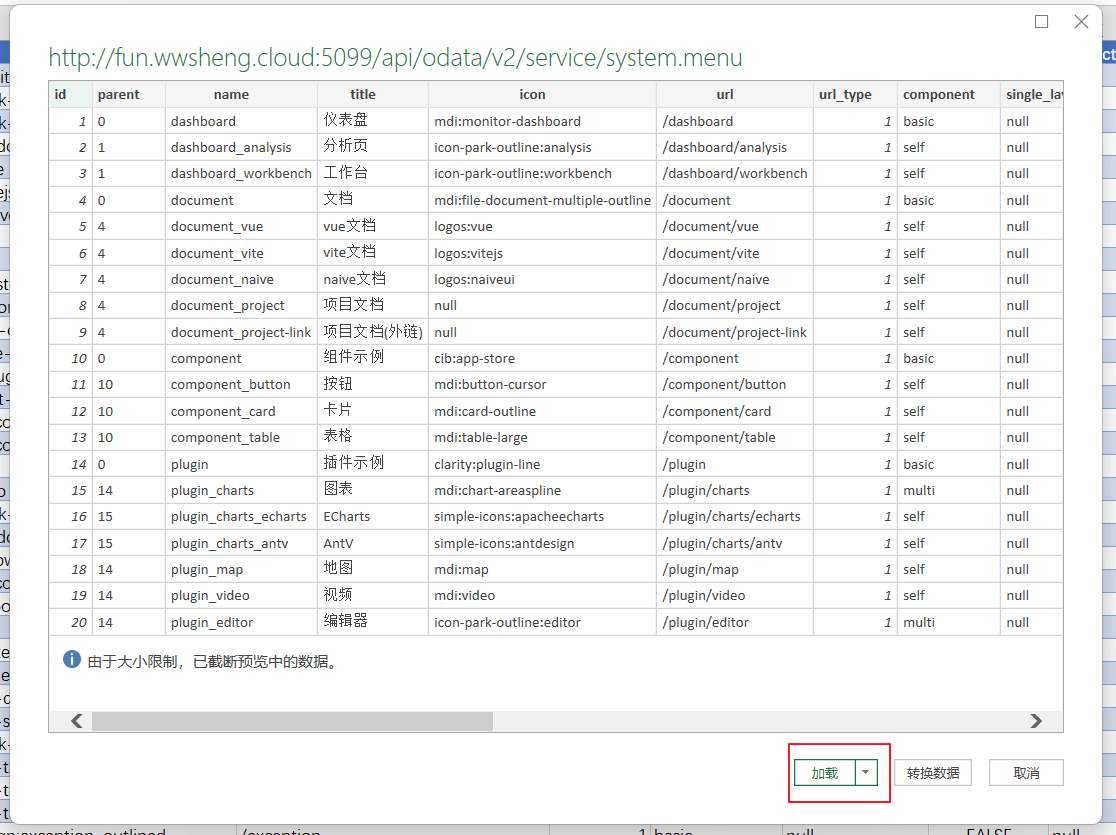 http://fun.wwsheng.cloud:5099/api/odata/v2/service/system.menu
id parent name title icon url url_type component single_la
1 0 dashboard 仪表盘 mdi:monitor-dashboard /dashboard 1 basic null
2 1 dashboard_analysis 分析页 icon-park-outline:analysis /dashboard/analysis 1 self null
3 1 dashboard_workbench 工作台 icon-park-outline:workbench /dashboard/workbench 1 self null
4 0 document 文档 mdi:file-document-multiple-outline /document 1 basic null
5 4 document_vue vue文档 logos:vue /document/vue 1 self null
6 4 document_vite vite文档 logos:vitejs /document/vite 1 self null
7 4 document_naive naive文档 logos:naiveui /document/naive 1 self null
8 4 document_project 项目文档 null /document/project 1 self null
9 4 document_project-link 项目文档(外链) null /document/project-link 1 self null
10 0 component 组件示例 cib:app-store /component 1 basic null
11 10 component_button 按钮 mdi:button-cursor /component/button 1 self null
12 10 component_card 卡片 mdi:card-outline /component/card 1 self null
13 10 component_table 表格 mdi:table-large /component/table 1 self null
14 0 plugin 插件示例 clarity:plugin-line /plugin 1 basic null
15 14 plugin_charts 图表 mdi:chart-areaspline /plugin/charts 1 multi null
16 15 plugin_charts_echarts ECharts simple-icons:apacheecharts /plugin/charts/echarts 1 self null
17 15 plugin_charts_antv AntV simple-icons:antdesign /plugin/charts/antv 1 self null
18 14 plugin_map 地图 mdi:map /plugin/map 1 self null
19 14 plugin_video 视频 mdi:video /plugin/video 1 self null
20 14 plugin_editor 编辑器 icon-park-outline:editor /plugin/editor 1 multi null
由于大小限制，已截断预览中的数据。
加载 转换数据 取消